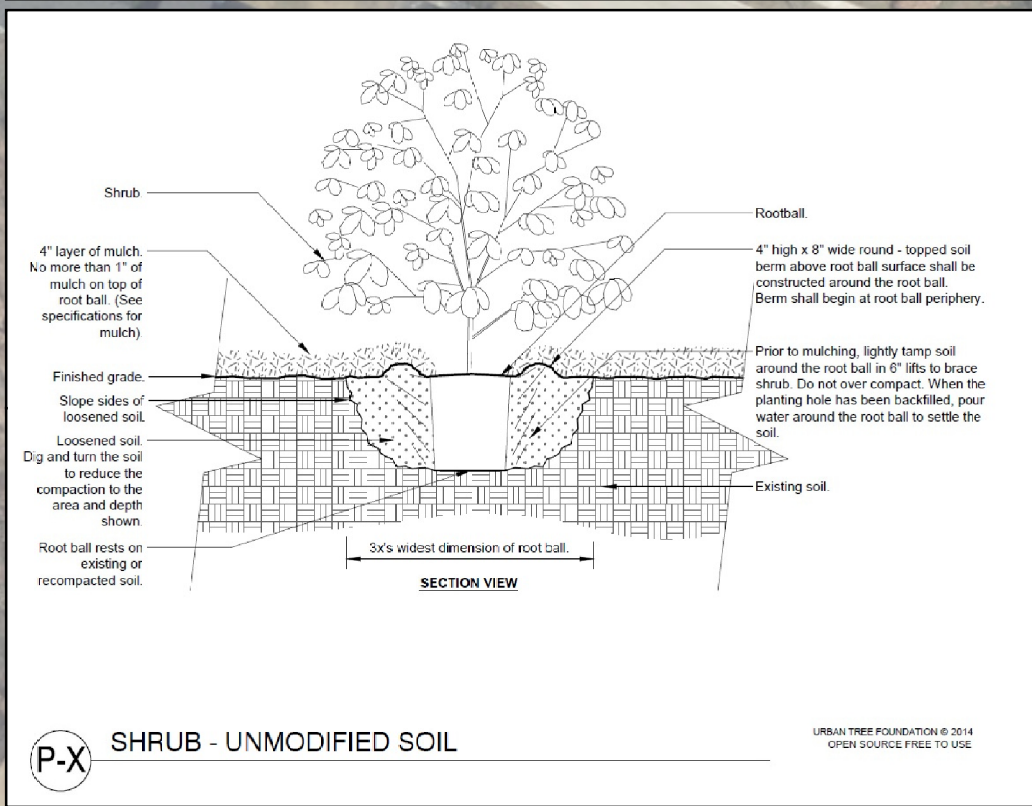 Shrub.
4" layer of mulch.
No more than 1" of
mulch on top of
root ball. (See
specifications for
mulch).
Finished grade.
Slope sides of
loosened soil.
Loosened soil.
Dig and turn the soil
to reduce the
compaction to the
area and depth
shown.
Root ball rests on
existing or
recompacted soil.
Rootball.
4" high x 8" wide round - topped soil
berm above root ball surface shall be
constructed around the root ball.
Berm shall begin at root ball periphery.
Prior to mulching, lightly tamp soil
around the root ball in 6" lifts to brace
shrub. Do not over compact. When the
planting hole has been backfilled, pour
water around the root ball to settle the
soil.
Existing soil.
3x's widest dimension of root ball.
SECTION VIEW
P-X
SHRUB - UNMODIFIED SOIL
URBAN TREE FOUNDATION © 2014
OPEN SOURCE FREE TO USE